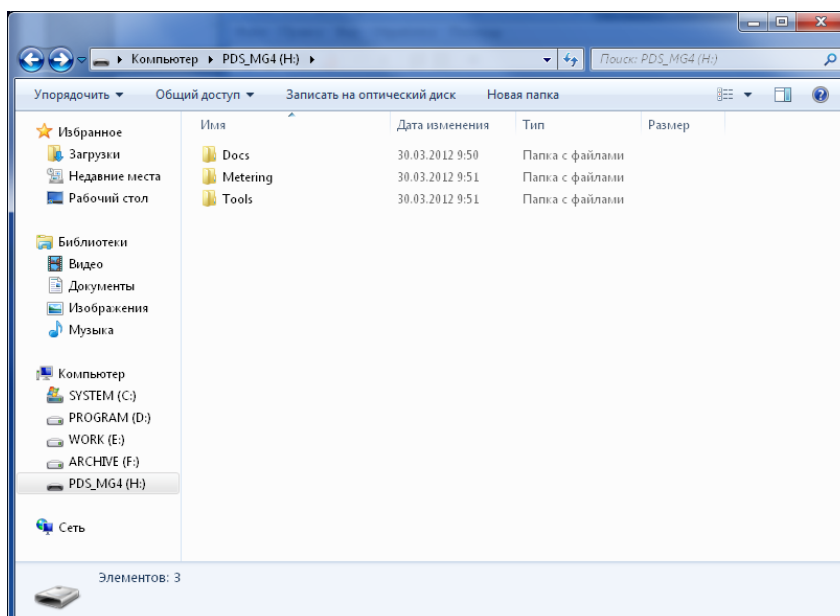 Компьютер ▸ PDS_MG4 (H:) ▸
Поиск: PDS_MG4 (H:)
Упорядочить Общий доступ Записать на оптический диск Новая папка
Избранное
Загрузки
Недавние места
Рабочий стол
Библиотеки
Видео
Документы
Изображения
Музыка
Компьютер
SYSTEM (C:)
PROGRAM (D:)
WORK (E:)
ARCHIVE (F:)
PDS_MG4 (H:)
Сеть
Имя Дата изменения Тип Размер
Docs 30.03.2012 9:50 Папка с файлами
Metering 30.03.2012 9:51 Папка с файлами
Tools 30.03.2012 9:51 Папка с файлами
Элементов: 3